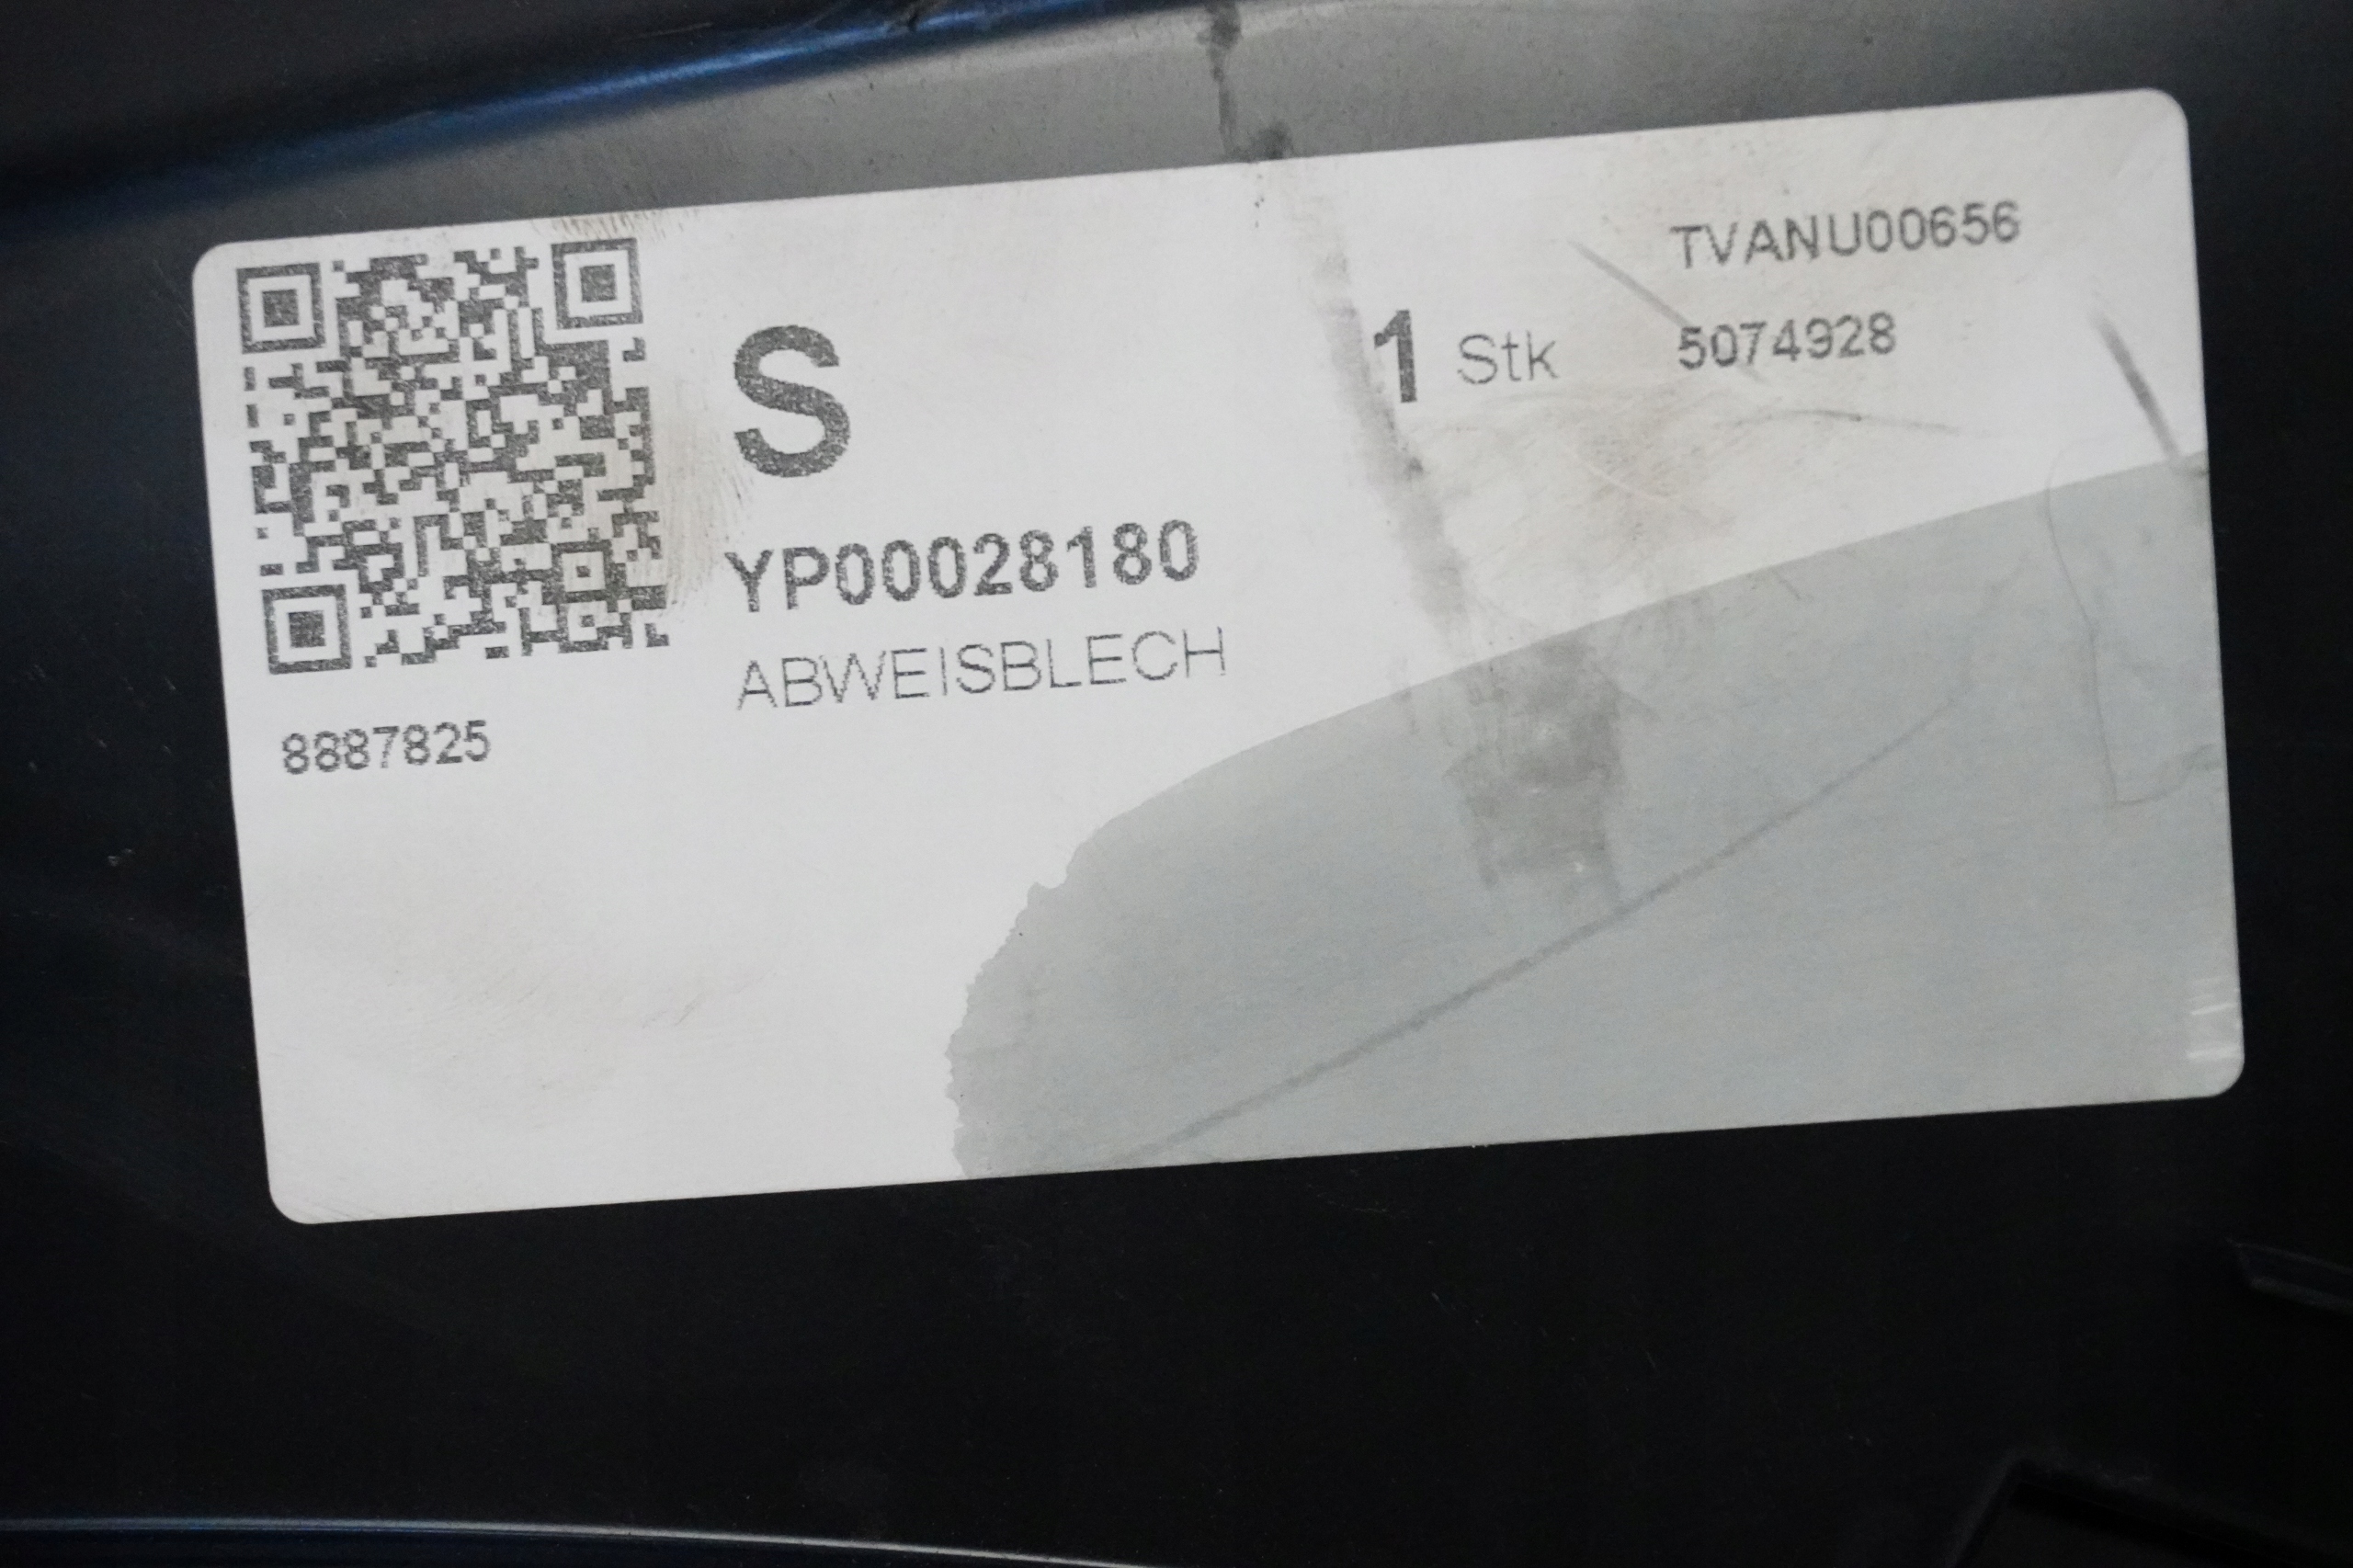 TVANU00656
S
1 Stk
5074928
YP00028180
ABWEISBLECH
8887825